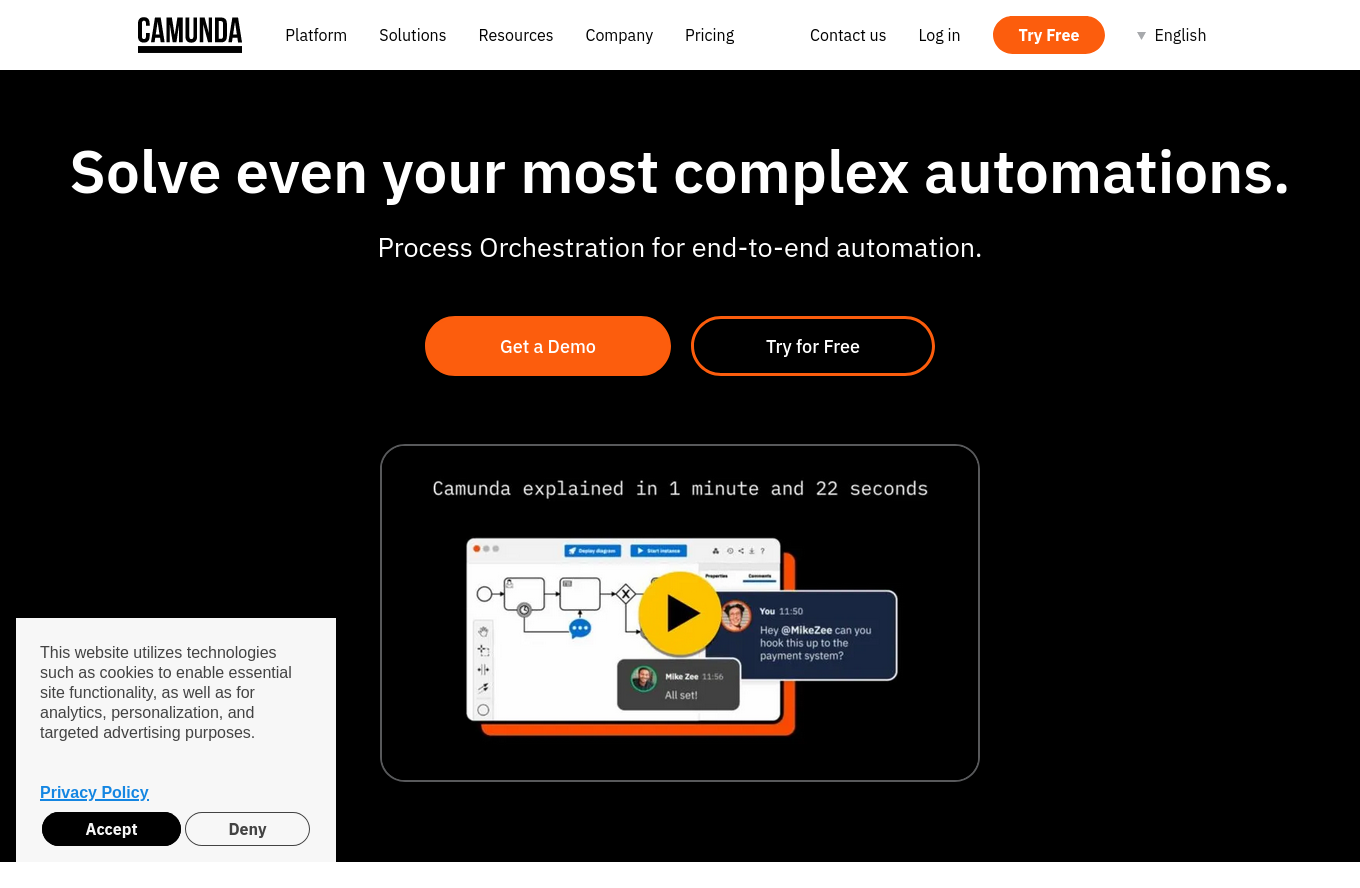 CAMUNDA
Platform Solutions Resources Company Pricing Contact us Log in Try Free English
Solve even your most complex automations.
Process Orchestration for end-to-end automation.
Get a Demo Try for Free
Camunda explained in 1 minute and 22 seconds
Deploy diagram Start instance ?
Properties Comments
You 11:50
Hey @MikeZee can you
hook this up to the
payment system?
Mike Zee 11:56
All set!
This website utilizes technologies
such as cookies to enable essential
site functionality, as well as for
analytics, personalization, and
targeted advertising purposes.
Privacy Policy
Accept Deny